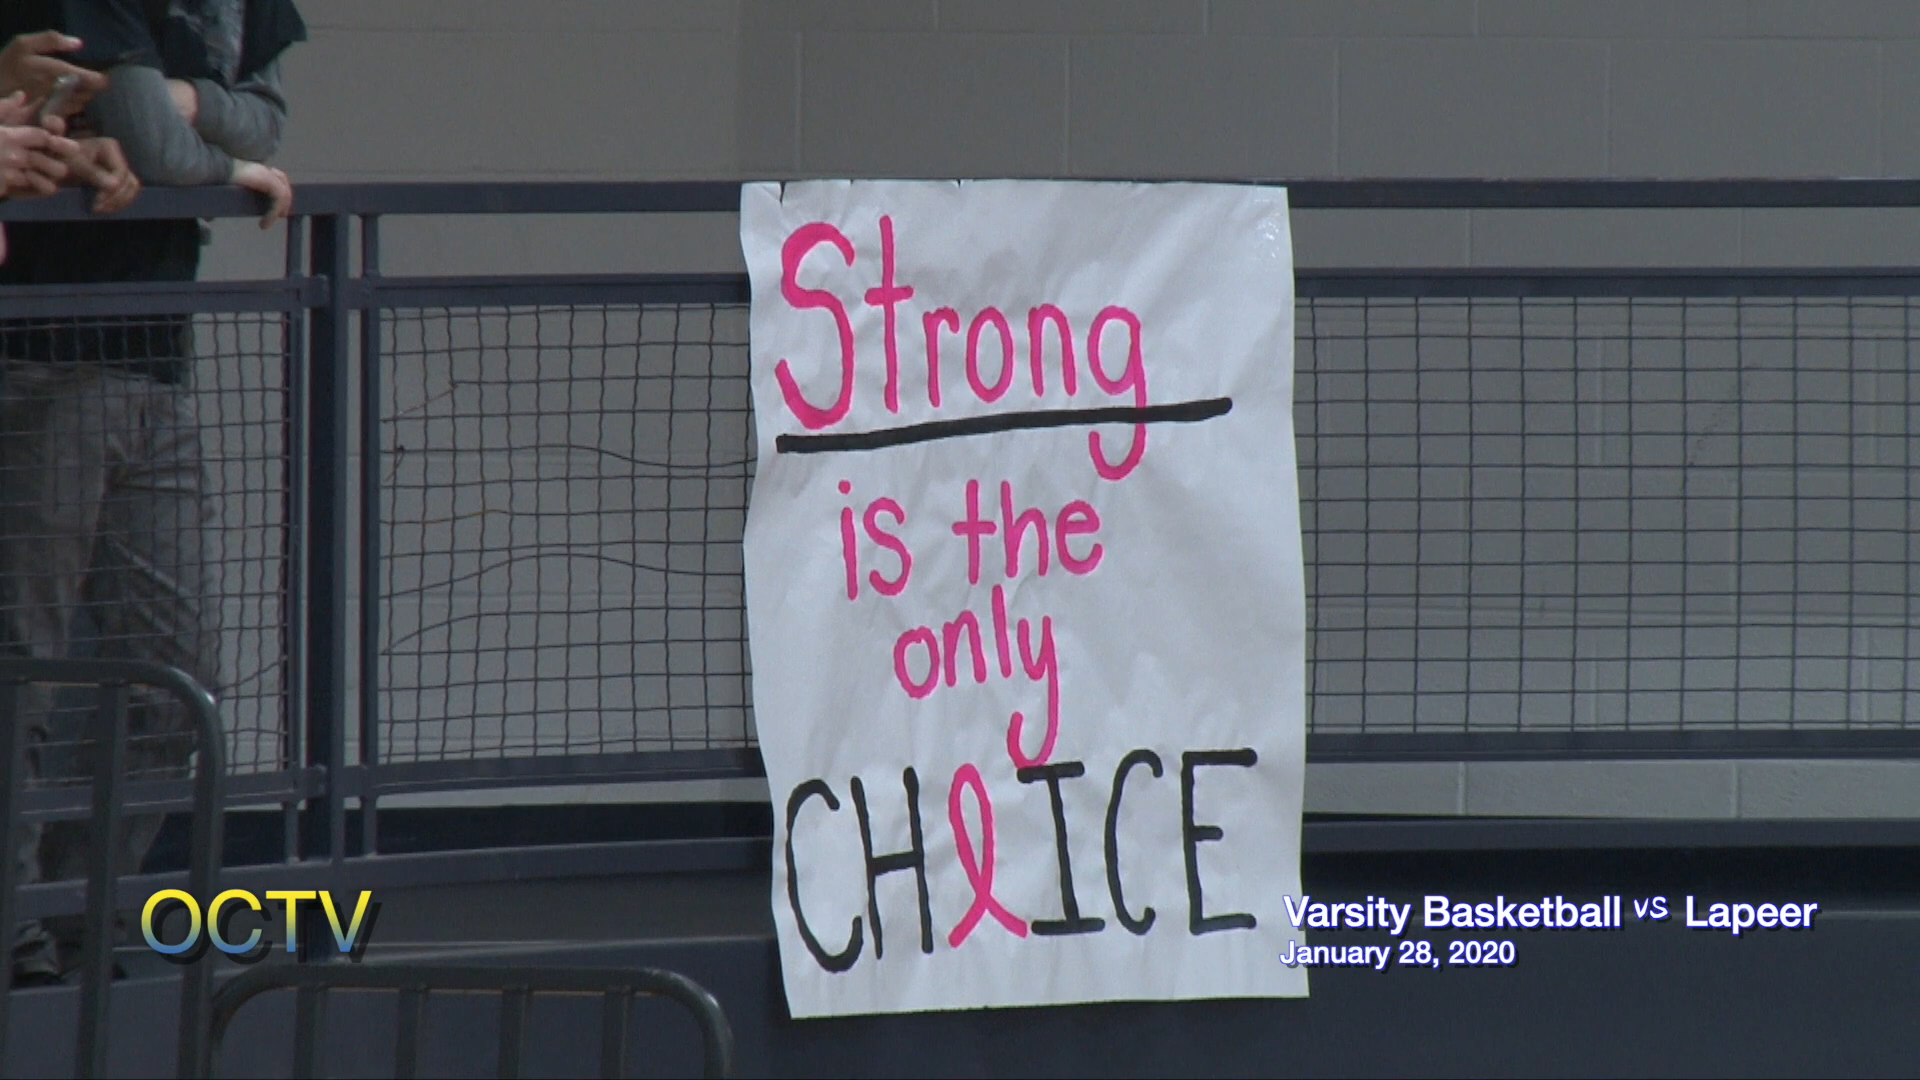 Strong
is the
only
CHOICE
OCTV
Varsity Basketball vs Lapeer
January 28, 2020